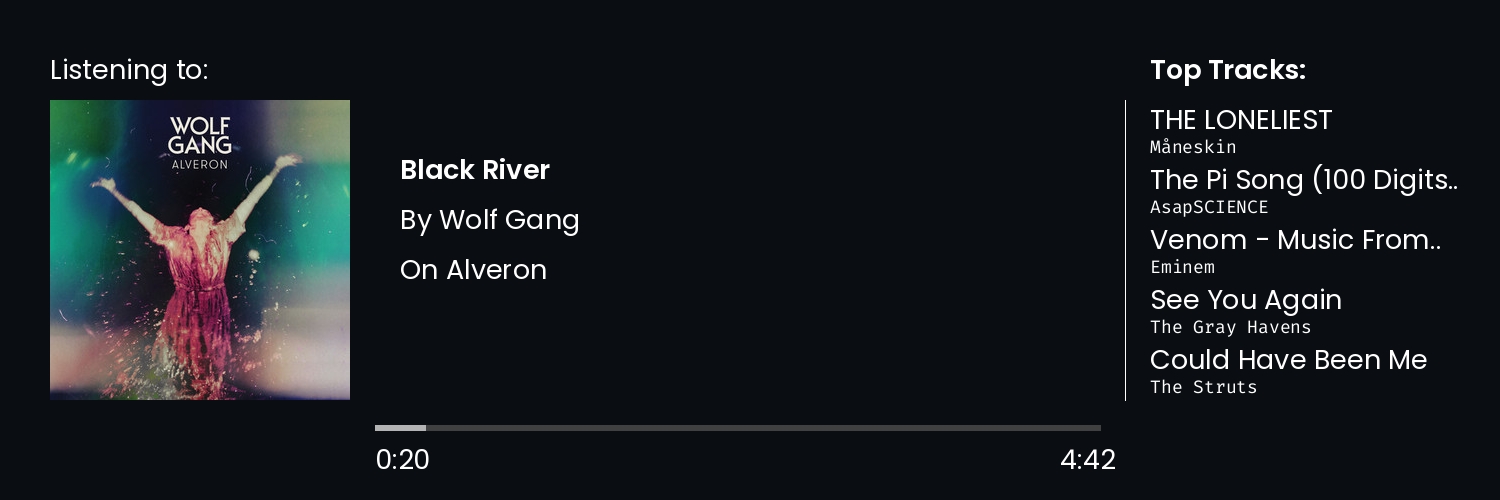 Listening to:
WOLF
GANG
ALVERON
Black River
By Wolf Gang
On Alveron
0:20
4:42
Top Tracks:
THE LONELIEST
Måneskin
The Pi Song (100 Digits..
AsapSCIENCE
Venom - Music From..
Eminem
See You Again
The Gray Havens
Could Have Been Me
The Struts